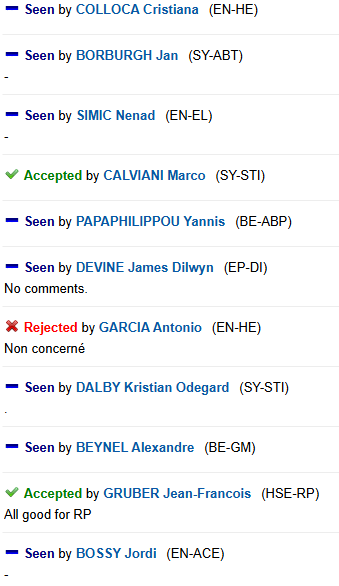 Seen by COLLOCA Cristiana (EN-HE)
Seen by BORBURGH Jan (SY-ABT)
-
Seen by SIMIC Nenad (EN-EL)
-
Accepted by CALVIANI Marco (SY-STI)
Seen by PAPAPHILIPPOU Yannis (BE-ABP)
Seen by DEVINE James Dilwyn (EP-DI)
No comments.
Rejected by GARCIA Antonio (EN-HE)
Non concerné
Seen by DALBY Kristian Odegard (SY-STI)
.
Seen by BEYNEL Alexandre (BE-GM)
Accepted by GRUBER Jean-Francois (HSE-RP)
All good for RP
Seen by BOSSY Jordi (EN-ACE)
-